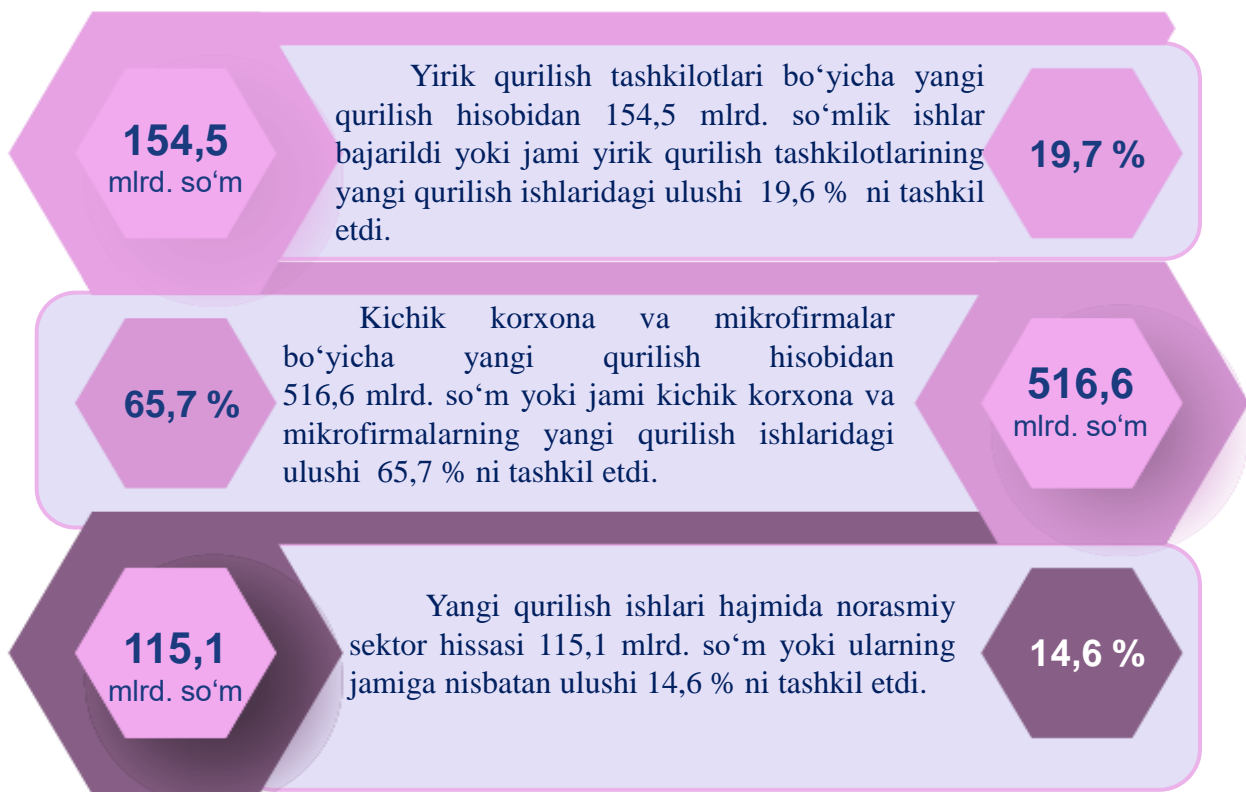 154,5
mlrd. so‘m
Yirik qurilish tashkilotlari bo‘yicha yangi
qurilish hisobidan 154,5 mlrd. so‘mlik ishlar
bajarildi yoki jami yirik qurilish tashkilotlarining
yangi qurilish ishlaridagi ulushi 19,6 % ni tashkil
etdi.
19,7 %
65,7 %
Kichik korxona va mikrofirmalar
bo‘yicha yangi qurilish hisobidan
516,6 mlrd. so‘m yoki jami kichik korxona va
mikrofirmalarning yangi qurilish ishlaridagi
ulushi 65,7 % ni tashkil etdi.
516,6
mlrd. so‘m
115,1
mlrd. so‘m
Yangi qurilish ishlari hajmida norasmiy
sektor hissasi 115,1 mlrd. so‘m yoki ularning
jamiga nisbatan ulushi 14,6 % ni tashkil etdi.
14,6 %